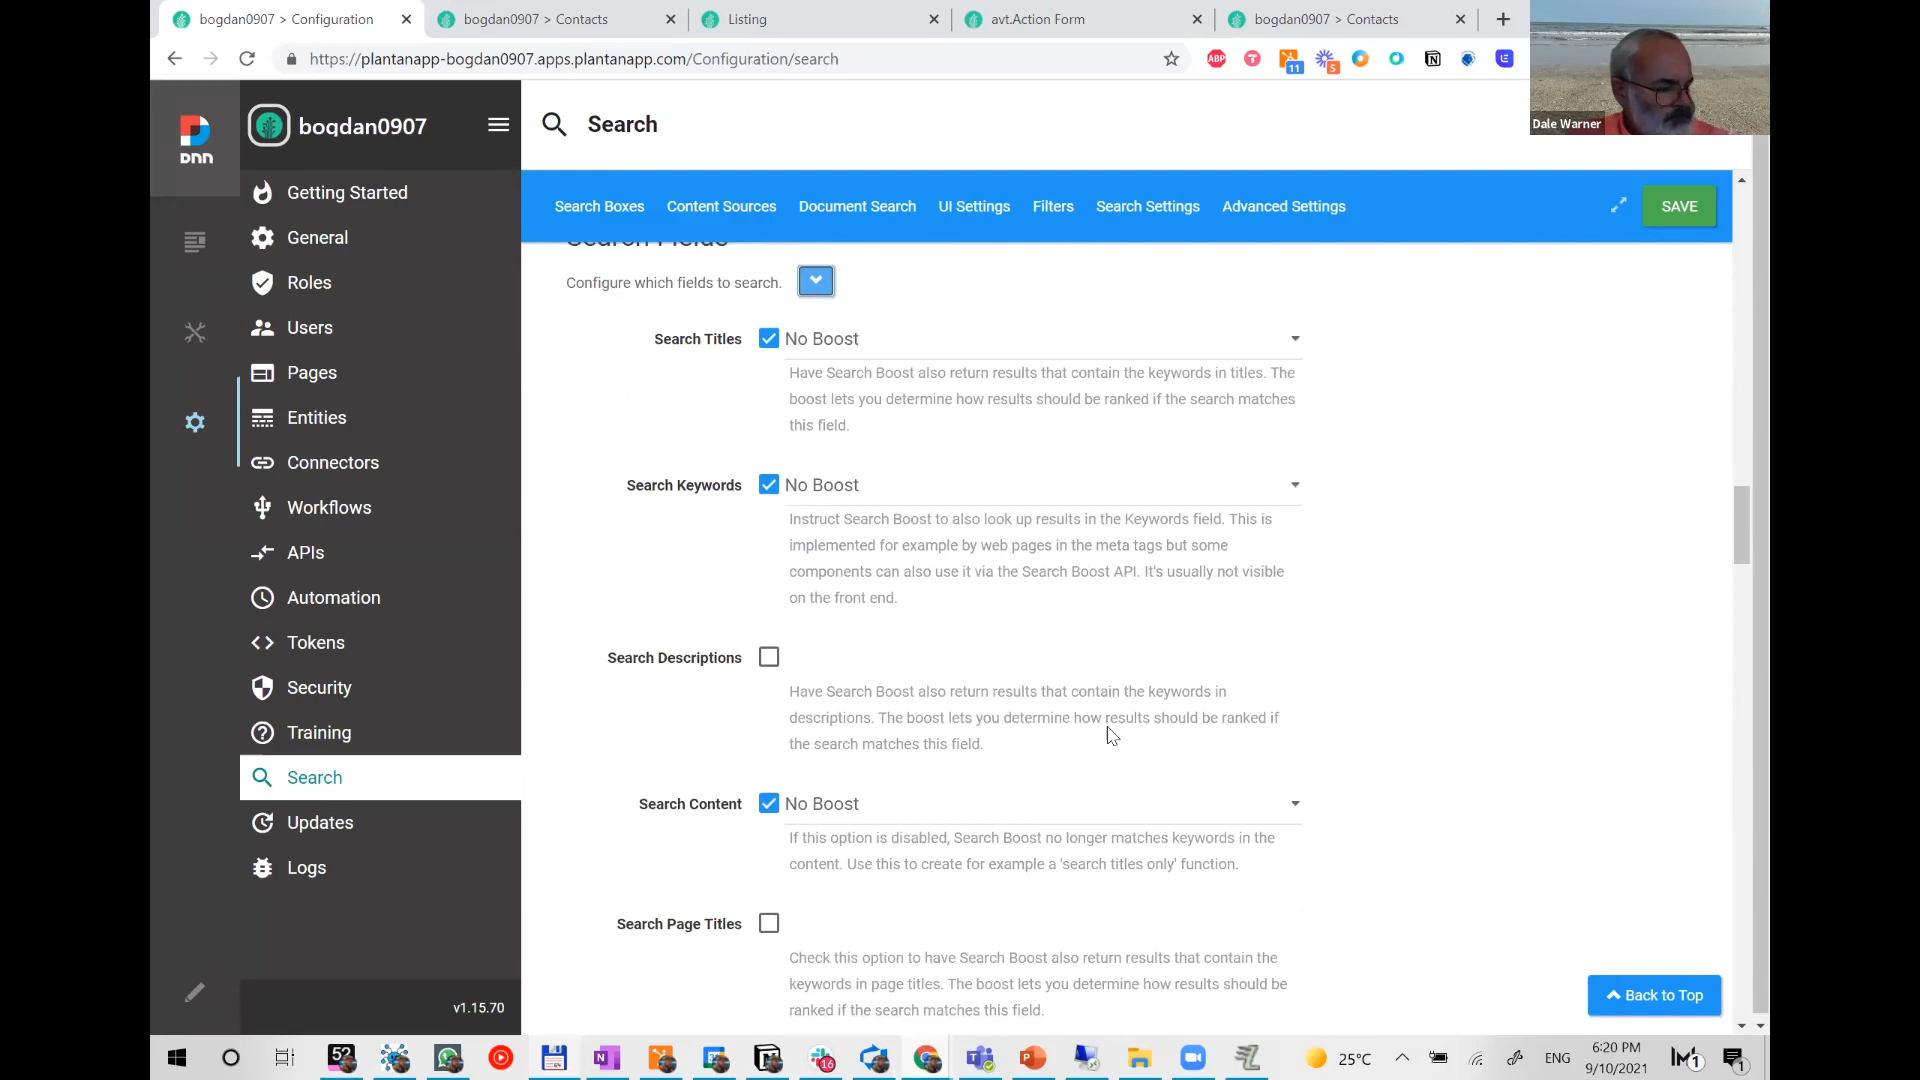 bogdan0907 > Configuration
bogdan0907 > Contacts
Listing
avt.Action Form
bogdan0907 > Contacts
https://plantanapp-bogdan0907.apps.plantanapp.com/Configuration/search
ABP
11
5
Dale Warner
DNN
bogdan0907
Search
Getting Started
General
Roles
Users
Pages
Entities
Connectors
Workflows
APIs
Automation
Tokens
Security
Training
Search
Updates
Logs
v1.15.70
Search Boxes
Content Sources
Document Search
UI Settings
Filters
Search Settings
Advanced Settings
SAVE
Search Fields
Configure which fields to search.
Search Titles
No Boost
Have Search Boost also return results that contain the keywords in titles. The
boost lets you determine how results should be ranked if the search matches
this field.
Search Keywords
No Boost
Instruct Search Boost to also look up results in the Keywords field. This is
implemented for example by web pages in the meta tags but some
components can also use it via the Search Boost API. It's usually not visible
on the front end.
Search Descriptions
Have Search Boost also return results that contain the keywords in
descriptions. The boost lets you determine how results should be ranked if
the search matches this field.
Search Content
No Boost
If this option is disabled, Search Boost no longer matches keywords in the
content. Use this to create for example a 'search titles only' function.
Search Page Titles
Check this option to have Search Boost also return results that contain the
keywords in page titles. The boost lets you determine how results should be
ranked if the search matches this field.
Back to Top
52
16
25°C
ENG
6:20 PM
9/10/2021
1
1